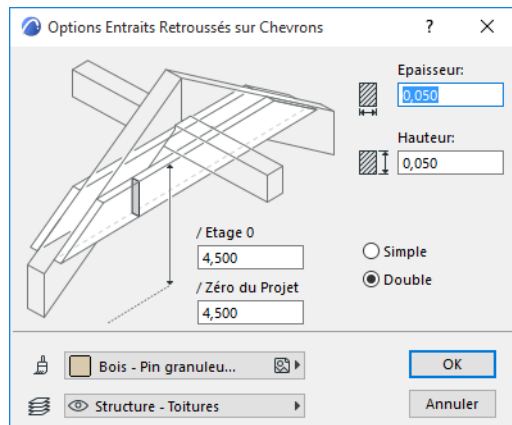 Options Entraits Retroussés sur Chevrons
?
Epaisseur:
0,050
Hauteur:
0,050
/ Etage 0
4,500
/ Zéro du Projet
4,500
Simple
Double
Bois - Pin granuleu...
OK
Structure - Toitures
Annuler